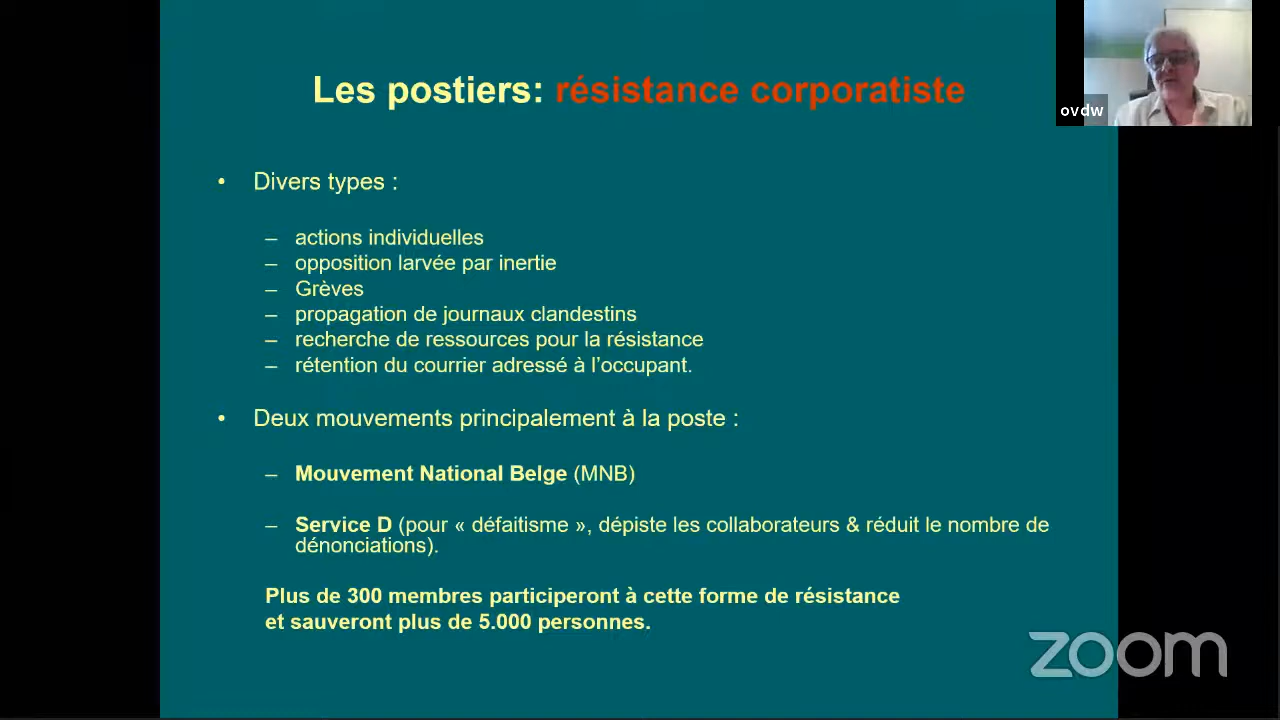 Les postiers: résistance corporatiste
ovdw
• Divers types :
– actions individuelles
– opposition larvée par inertie
– Grèves
– propagation de journaux clandestins
– recherche de ressources pour la résistance
– rétention du courrier adressé à l’occupant.
• Deux mouvements principalement à la poste :
– Mouvement National Belge (MNB)
– Service D (pour « défaitisme », dépiste les collaborateurs & réduit le nombre de
dénonciations).
Plus de 300 membres participeront à cette forme de résistance
et sauveront plus de 5.000 personnes.
zoom